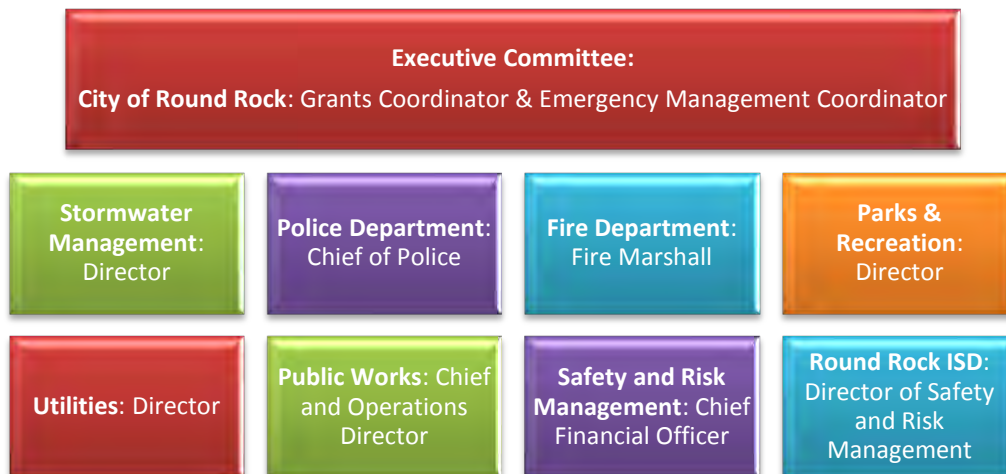 Executive Committee:
City of Round Rock: Grants Coordinator & Emergency Management Coordinator
Stormwater
Management:
Director
Police Department:
Chief of Police
Fire Department:
Fire Marshall
Parks &
Recreation:
Director
Utilities: Director
Public Works: Chief
and Operations
Director
Safety and Risk
Management: Chief
Financial Officer
Round Rock ISD:
Director of Safety
and Risk
Management